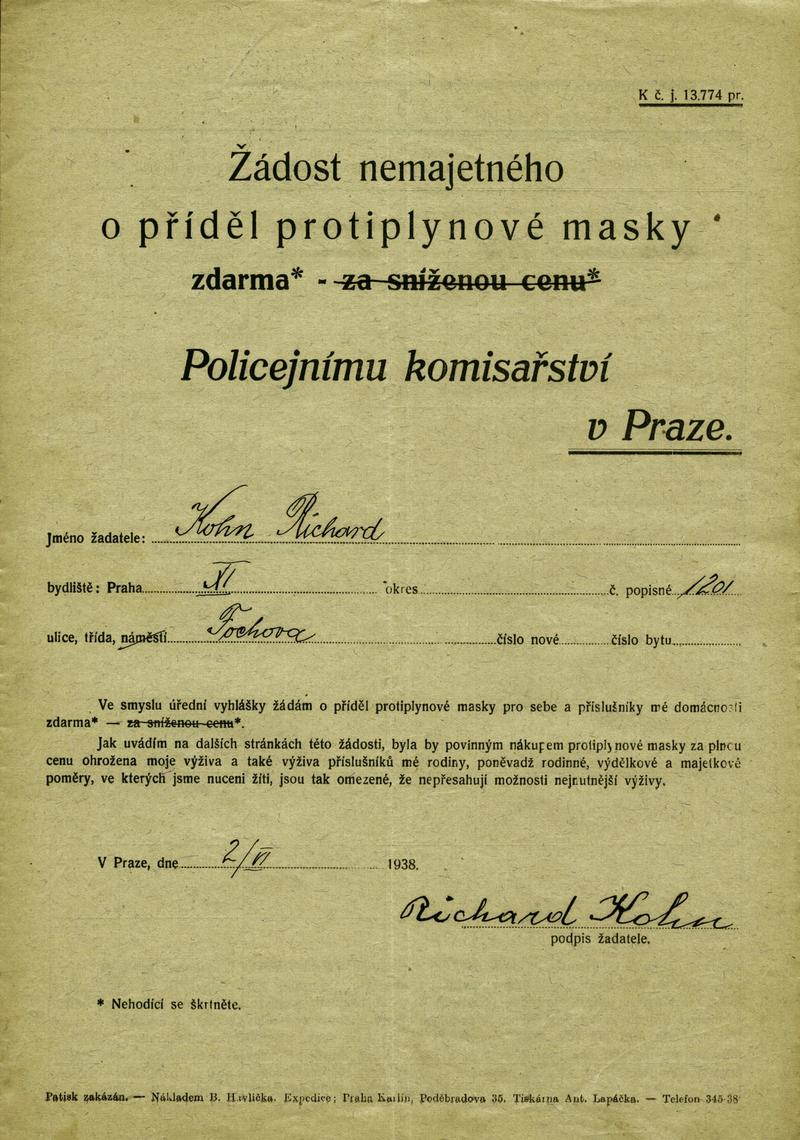 K č. j. 13.774 pr.
Žádost nemajetného
o příděl protiplynové masky
zdarma* - za sníženou cenu*
Policejnímu komisařství
v Praze.
Jméno žadatele: Kohn Richard
bydliště: Praha XI okres č. popisné 1201
ulice, třída, náměstí Fochova číslo nové číslo bytu
Ve smyslu úřední vyhlášky žádám o příděl protiplynové masky pro sebe a příslušníky mé domácnosti
zdarma* — za sníženou cenu*.
Jak uvádím na dalších stránkách této žádosti, byla by povinným nákupem protiplynové masky za plnou
cenu ohrožena moje výživa a také výživa příslušníků mé rodiny, poněvadž rodinné, výdělkové a majetkové
poměry, ve kterých jsme nuceni žíti, jsou tak omezené, že nepřesahují možnosti nejnutnější výživy.
V Praze, dne 2/VI 1938.
Richard Kohn
podpis žadatele.
* Nehodící se škrtněte.
Patisk zakázán. — Nákladem B. Havlíčka. Expedice: Praha Karlín, Poděbradova 35. Tiskárna Ant. Lapáčka. — Telefon 345-38